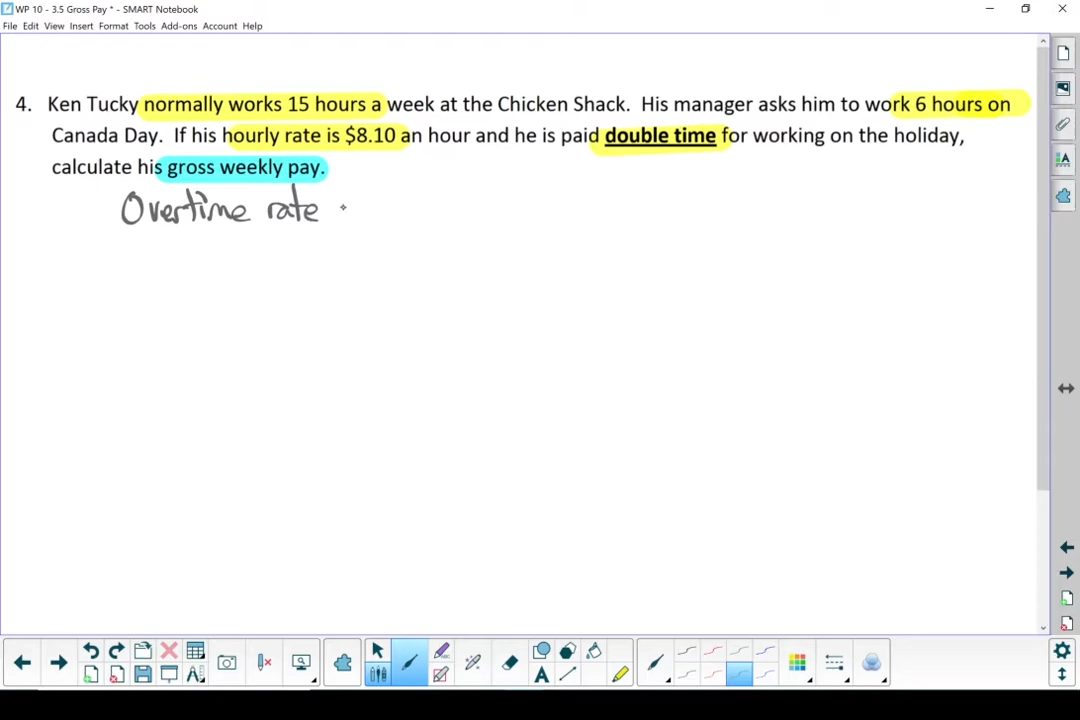 WP 10 - 3.5 Gross Pay * - SMART Notebook
File Edit View Insert Format Tools Add-ons Account Help
4. Ken Tucky normally works 15 hours a week at the Chicken Shack. His manager asks him to work 6 hours on
Canada Day. If his hourly rate is $8.10 an hour and he is paid double time for working on the holiday,
calculate his gross weekly pay.
Overtime rate